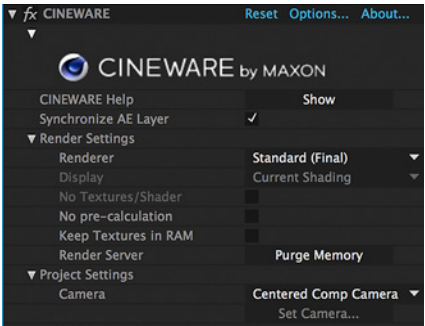 fx CINEWARE Reset Options... About...
CINEWARE by MAXON
CINEWARE Help Show
Synchronize AE Layer
Render Settings
Renderer Standard (Final)
Display Current Shading
No Textures/Shader
No pre-calculation
Keep Textures in RAM
Render Server Purge Memory
Project Settings
Camera Centered Comp Camera
Set Camera...